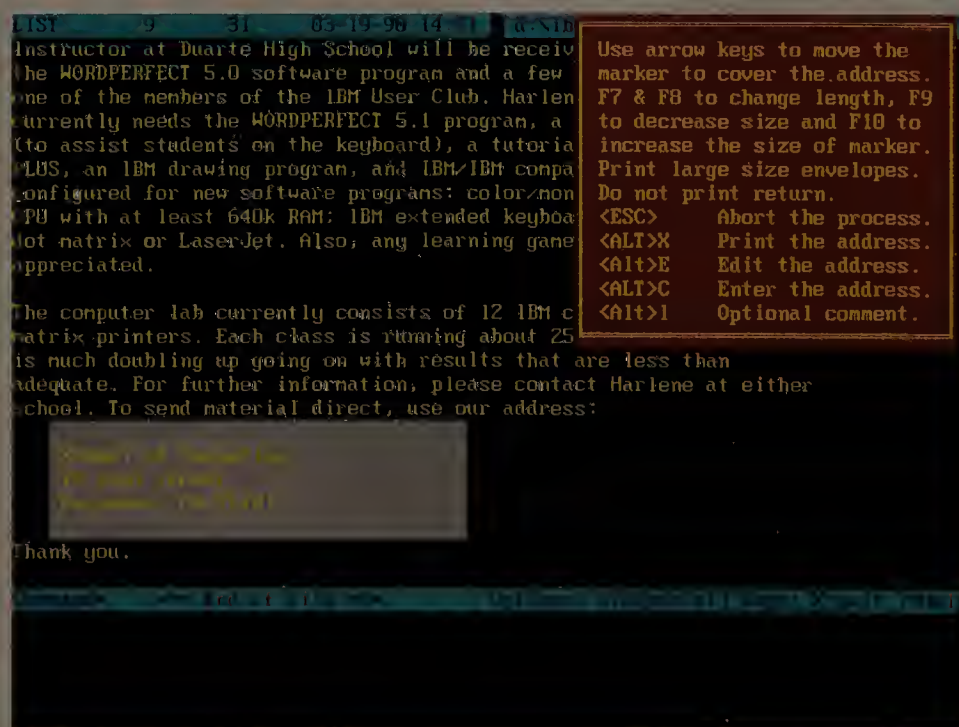 LIST 9 31 03-19-90 14
Instructor at Duarte High School will be receiv
the WORDPERFECT 5.0 software program and a few
one of the members of the IBM User Club. Harlen
currently needs the WORDPERFECT 5.1 program, a
(to assist students on the keyboard), a tutoria
PLUS, an IBM drawing program, and IBM/IBM compa
configured for new software programs: color/mon
CPU with at least 640k RAM; IBM extended keyboa
dot matrix or LaserJet. Also, any learning game
appreciated.
The computer lab currently consists of 12 IBM c
matrix printers. Each class is running about 25
is much doubling up going on with results that are less than
adequate. For further information, please contact Harlene at either
school. To send material direct, use our address:
Thank you.
Use arrow keys to move the
marker to cover the address.
F7 & F8 to change length, F9
to decrease size and F10 to
increase the size of marker.
Print large size envelopes.
Do not print return.
<ESC> Abort the process.
<ALT>X Print the address.
<Alt>E Edit the address.
<ALT>C Enter the address.
<Alt>1 Optional comment.